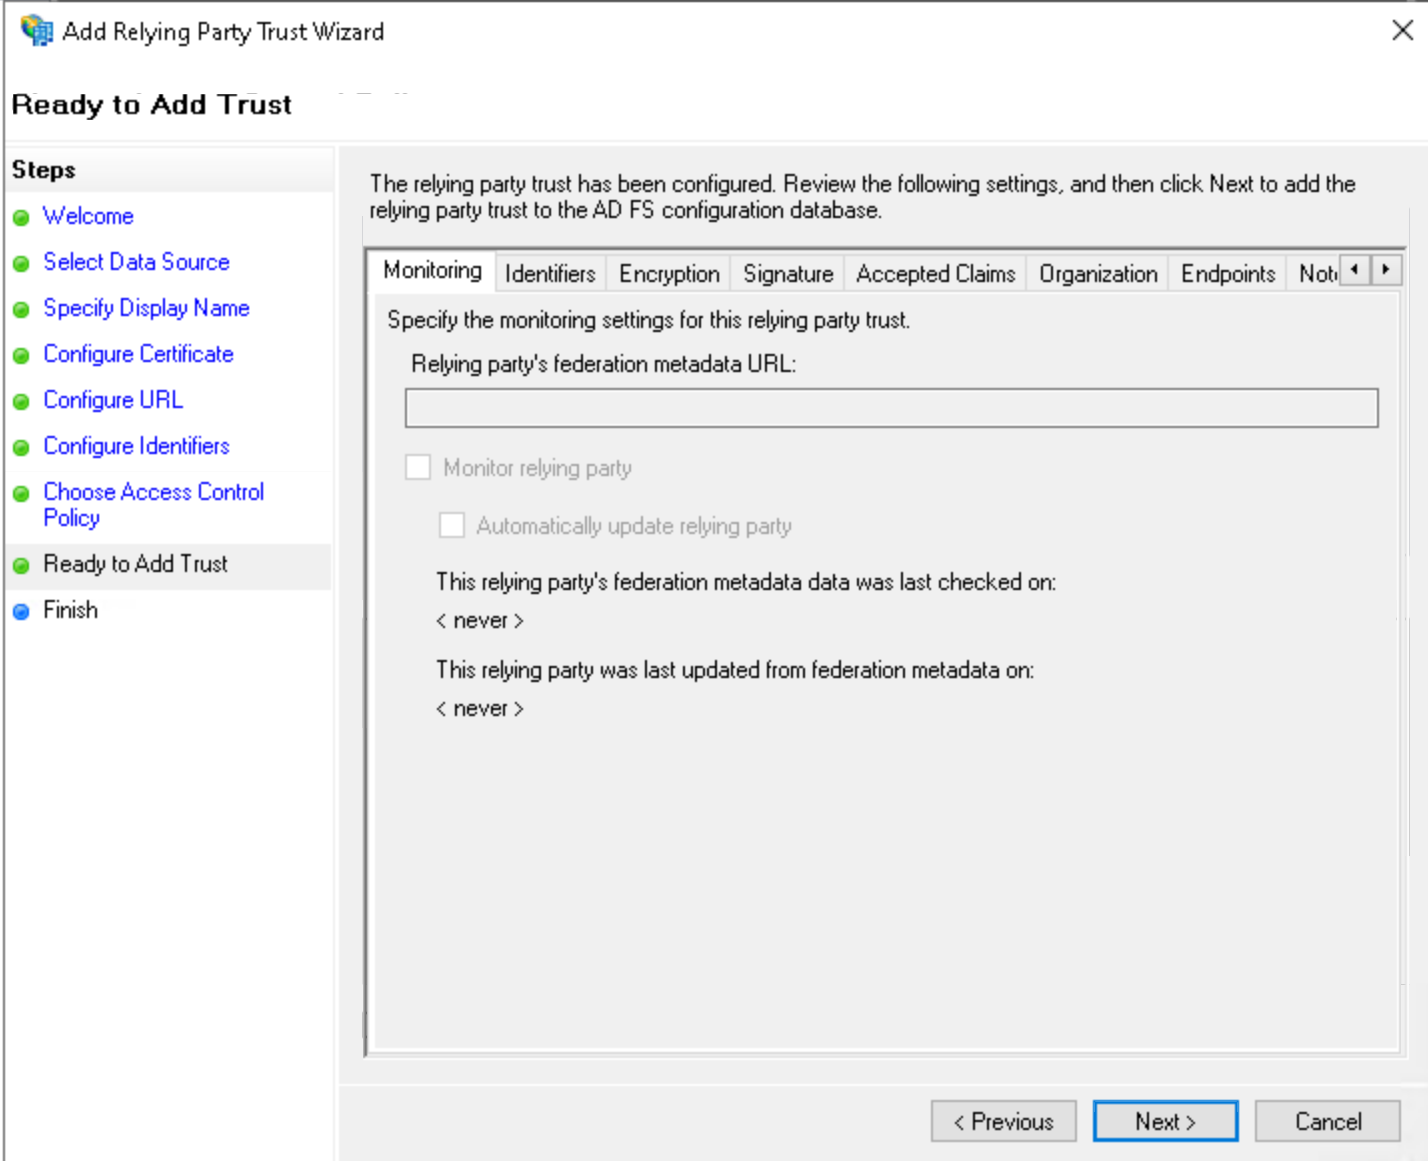 Add Relying Party Trust Wizard
Ready to Add Trust
Steps
Welcome
Select Data Source
Specify Display Name
Configure Certificate
Configure URL
Configure Identifiers
Choose Access Control
Policy
Ready to Add Trust
Finish
The relying party trust has been configured. Review the following settings, and then click Next to add the
relying party trust to the AD FS configuration database.
Monitoring Identifiers Encryption Signature Accepted Claims Organization Endpoints
Specify the monitoring settings for this relying party trust.
Relying party's federation metadata URL:
Monitor relying party
Automatically update relying party
This relying party's federation metadata data was last checked on:
< never >
This relying party was last updated from federation metadata on:
< never >
< Previous Next > Cancel